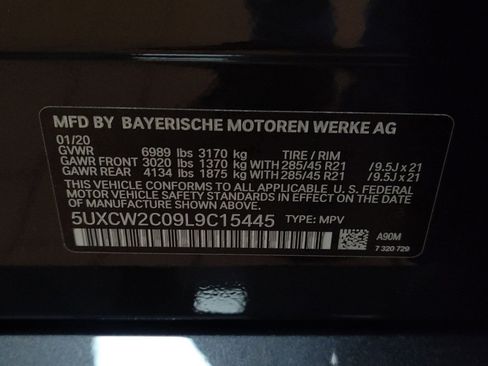 MFD BY BAYERISCHE MOTOREN WERKE AG
01/20
GVWR 6989 lbs 3170 kg TIRE / RIM
GAWR FRONT 3020 lbs 1370 kg WITH 285/45 R21 /9.5J x 21
GAWR REAR 4134 lbs 1875 kg WITH 285/45 R21 /9.5J x 21
THIS VEHICLE CONFORMS TO ALL APPLICABLE U. S. FEDERAL
MOTOR VEHICLE SAFETY STANDARDS IN EFFECT ON THE DATE
OF MANUFACTURE SHOWN ABOVE.
5UXCW2C09L9C15445 TYPE: MPV
A90M
7 320 729